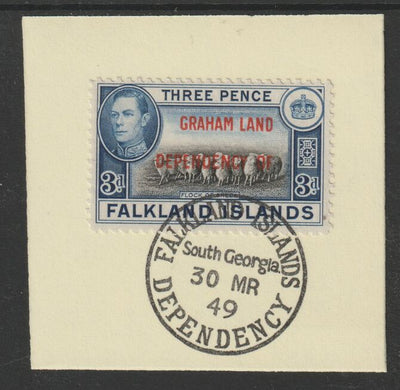 THREE PENCE
GRAHAM LAND
DEPENDENCY OF
3d 3d
FLOCK OF SHEEP
FALKLAND ISLANDS
FALKLAND ISLANDS
South Georgia.
30 MR
49
DEPENDENCY